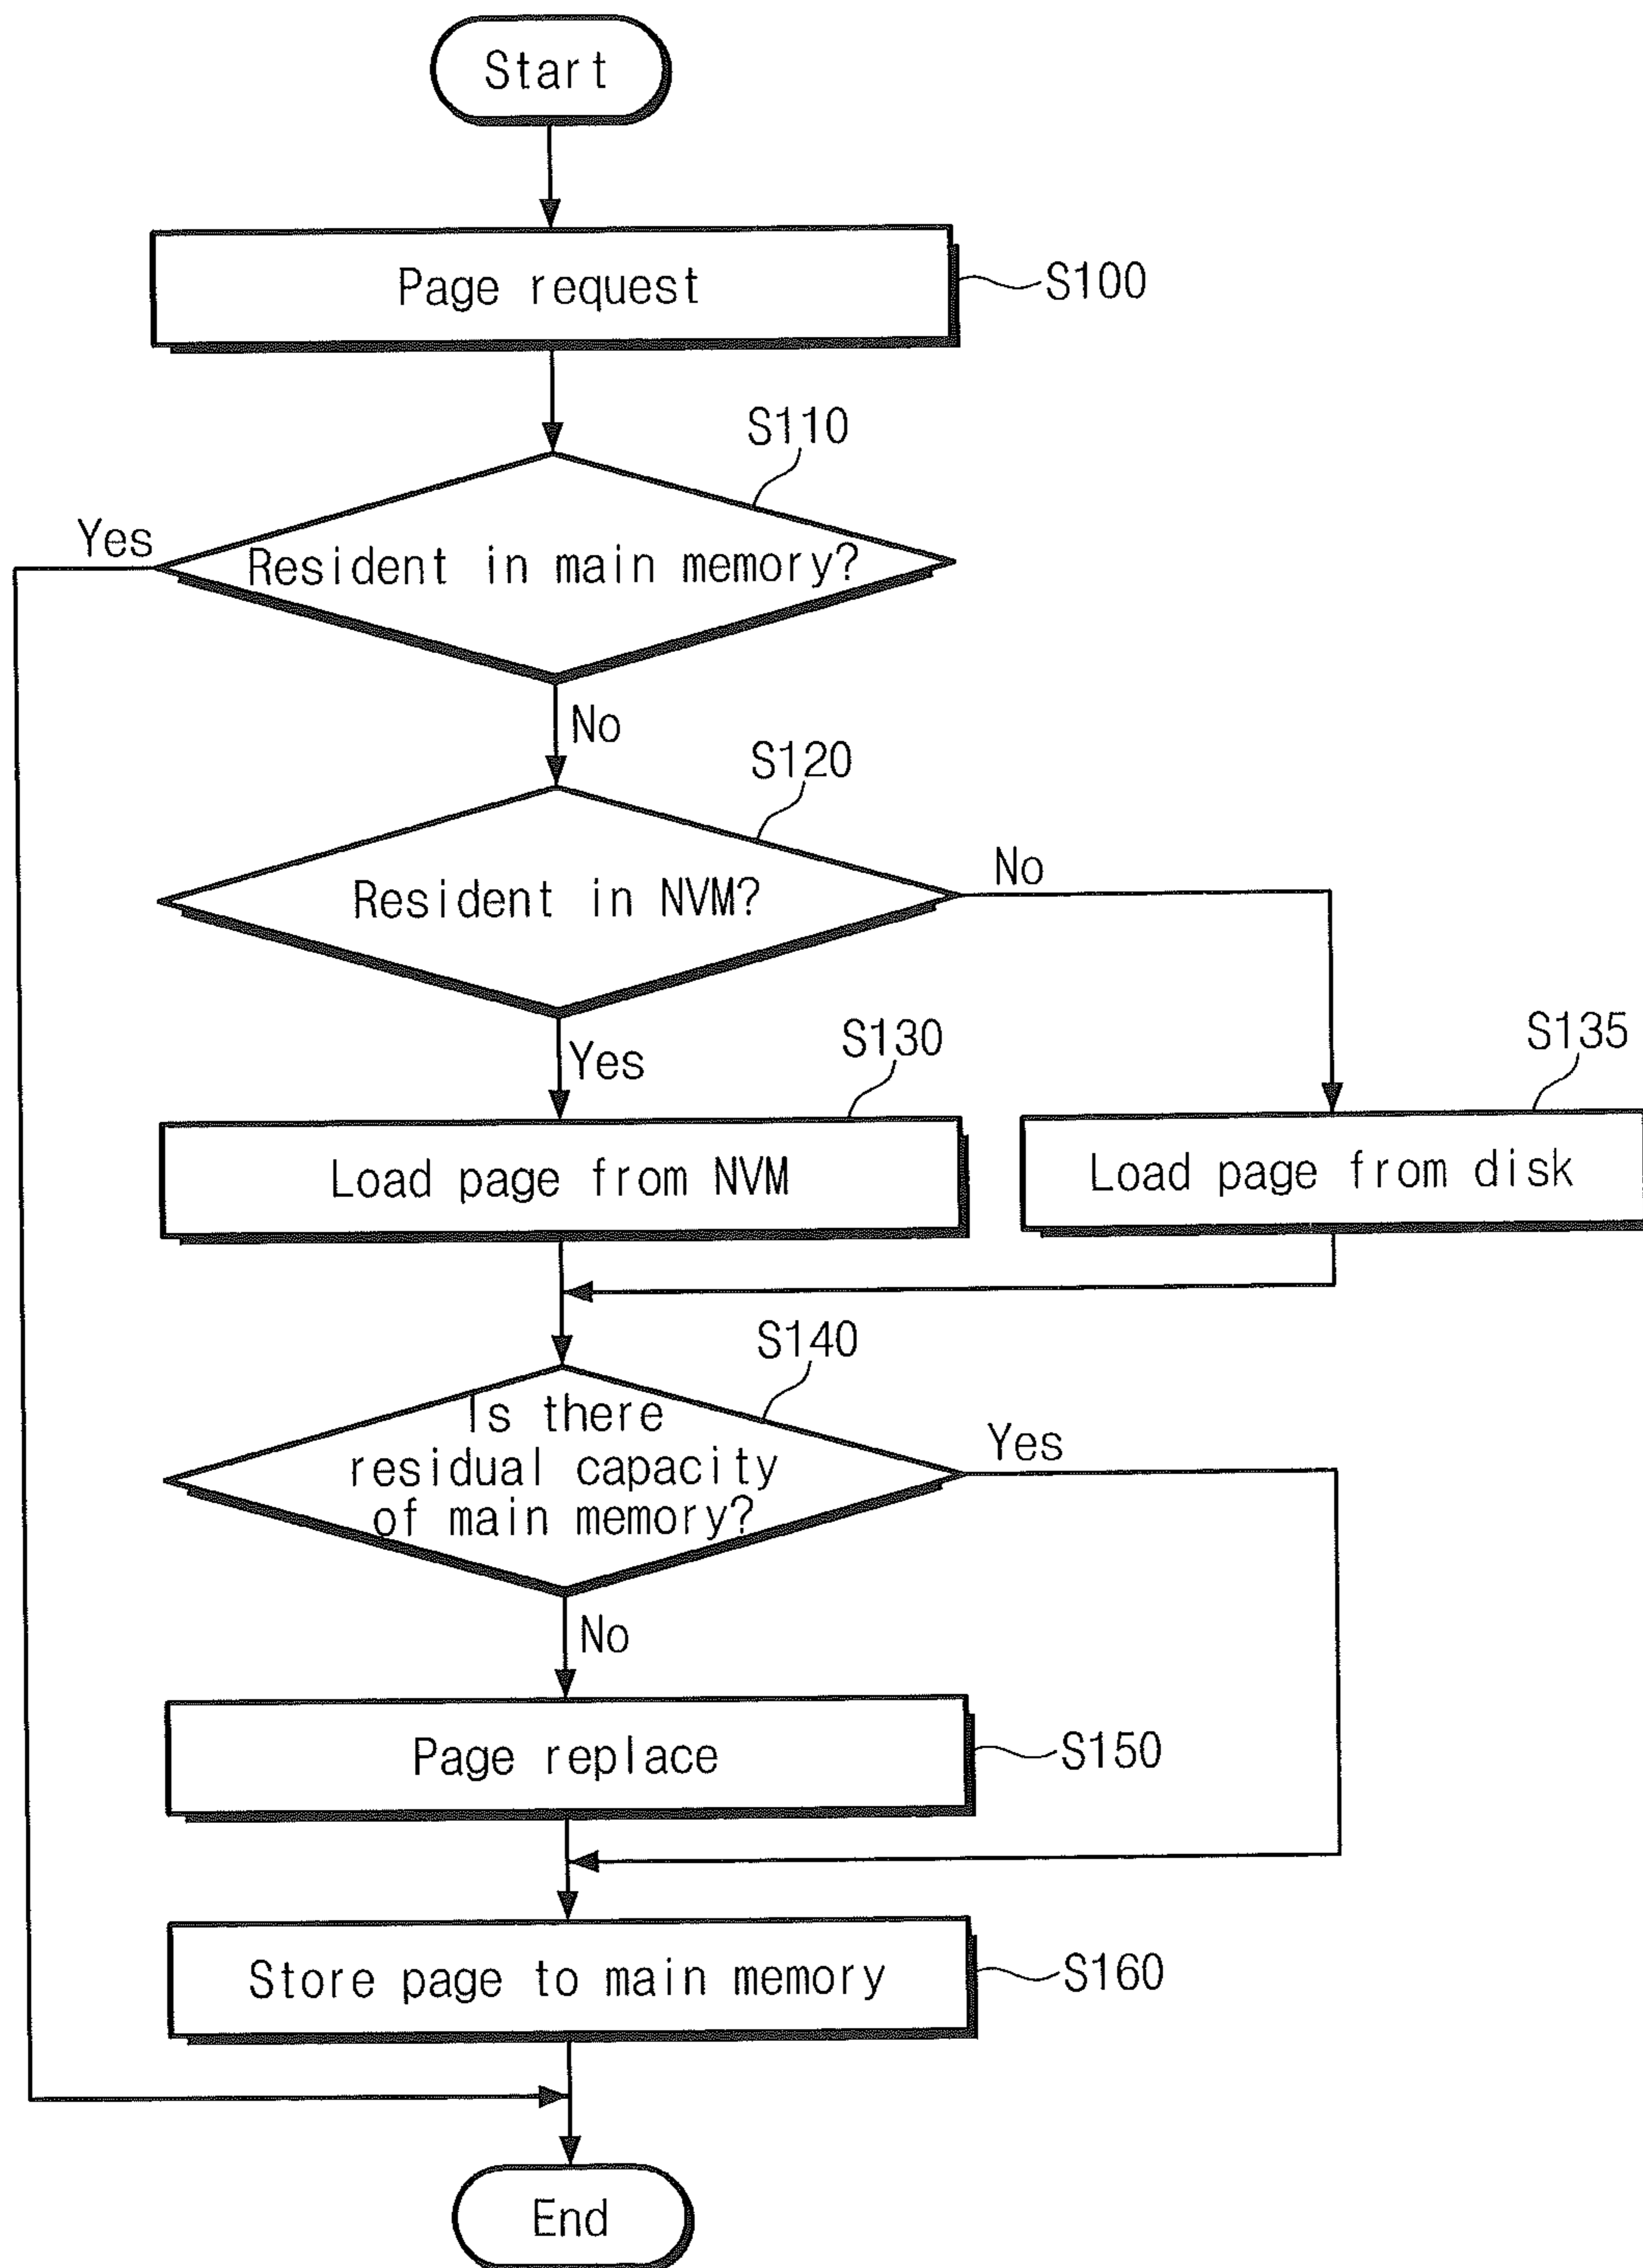 Start
Page request
S100
S110
Yes
Resident in main memory?
No
S120
No
Resident in NVM?
Yes
S130
S135
Load page from NVM
Load page from disk
S140
Is there
residual capacity
of main memory?
Yes
No
Page replace
S150
Store page to main memory
S160
End